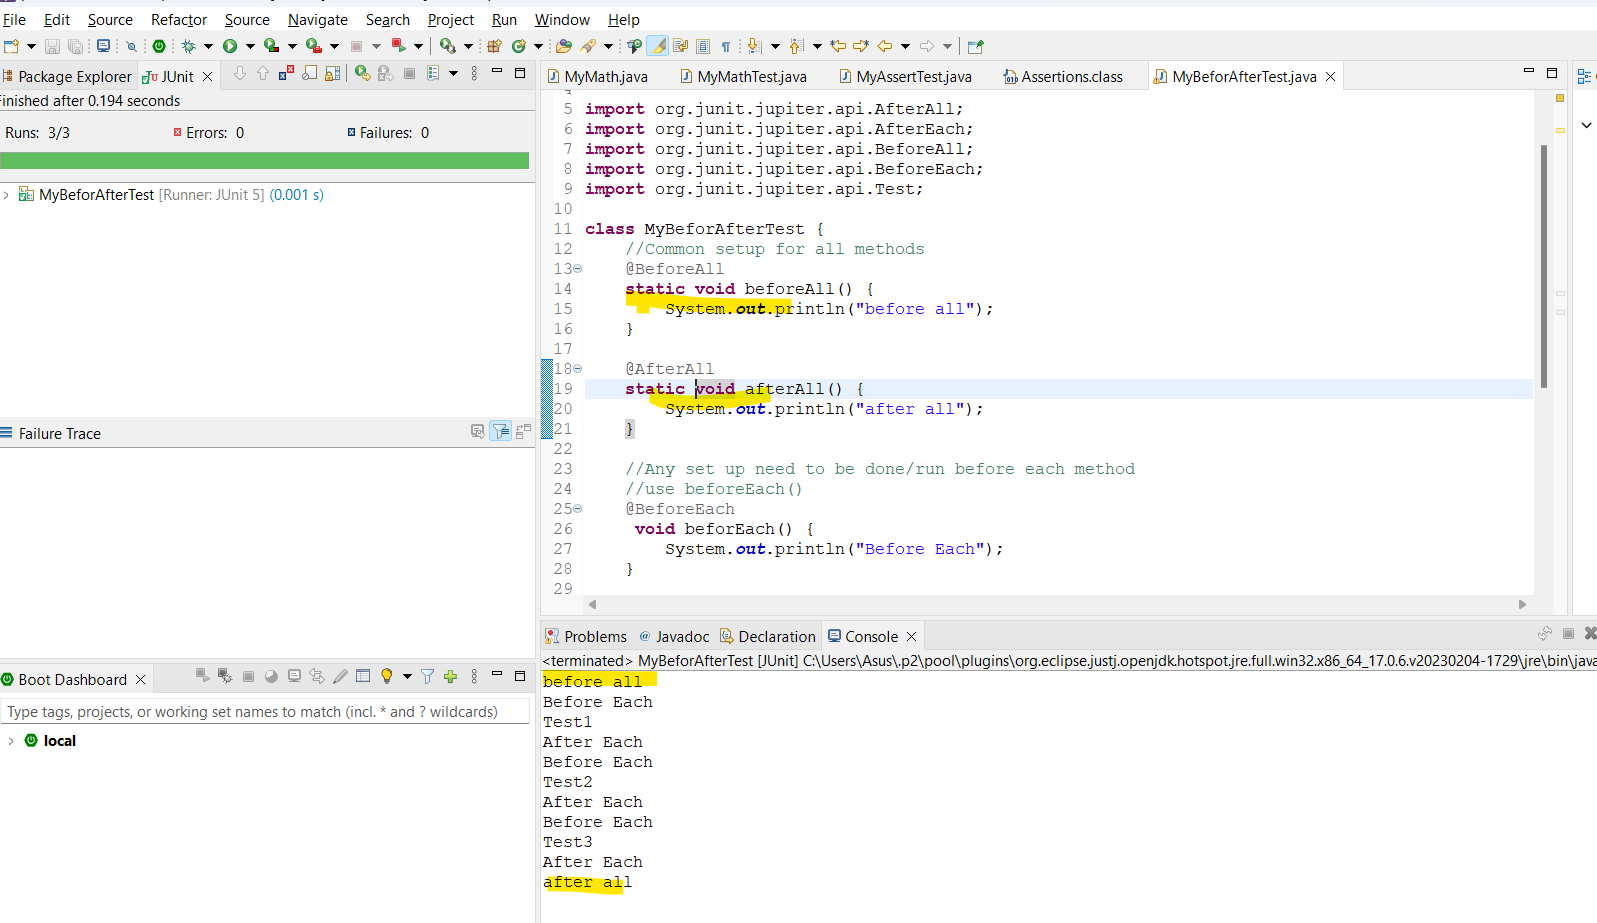 File Edit Source Refactor Source Navigate Search Project Run Window Help
Package Explorer JUnit
Finished after 0.194 seconds
Runs: 3/3 Errors: 0 Failures: 0
MyBeforAfterTest [Runner: JUnit 5] (0.001 s)
Failure Trace
Boot Dashboard
Type tags, projects, or working set names to match (incl. * and ? wildcards)
local
MyMath.java MyMathTest.java MyAssertTest.java Assertions.class MyBeforAfterTest.java
4
5 import org.junit.jupiter.api.AfterAll;
6 import org.junit.jupiter.api.AfterEach;
7 import org.junit.jupiter.api.BeforeAll;
8 import org.junit.jupiter.api.BeforeEach;
9 import org.junit.jupiter.api.Test;
10
11 class MyBeforAfterTest {
12 //Common setup for all methods
13 @BeforeAll
14 static void beforeAll() {
15 System.out.println("before all");
16 }
17
18 @AfterAll
19 static void afterAll() {
20 System.out.println("after all");
21 }
22
23 //Any set up need to be done/run before each method
24 //use beforeEach()
25 @BeforeEach
26 void beforEach() {
27 System.out.println("Before Each");
28 }
29
Problems @ Javadoc Declaration Console
<terminated> MyBeforAfterTest [JUnit] C:\Users\Asus\.p2\pool\plugins\org.eclipse.justj.openjdk.hotspot.jre.full.win32.x86_64_17.0.6.v20230204-1729\jre\bin\java
before all
Before Each
Test1
After Each
Before Each
Test2
After Each
Before Each
Test3
After Each
after all